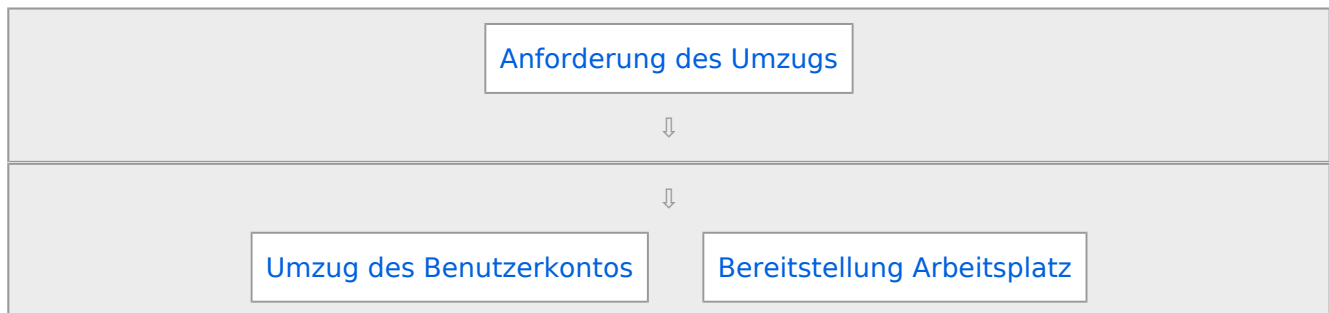 Anforderung des Umzugs
⇩
⇩
Umzug des Benutzerkontos
Bereitstellung Arbeitsplatz